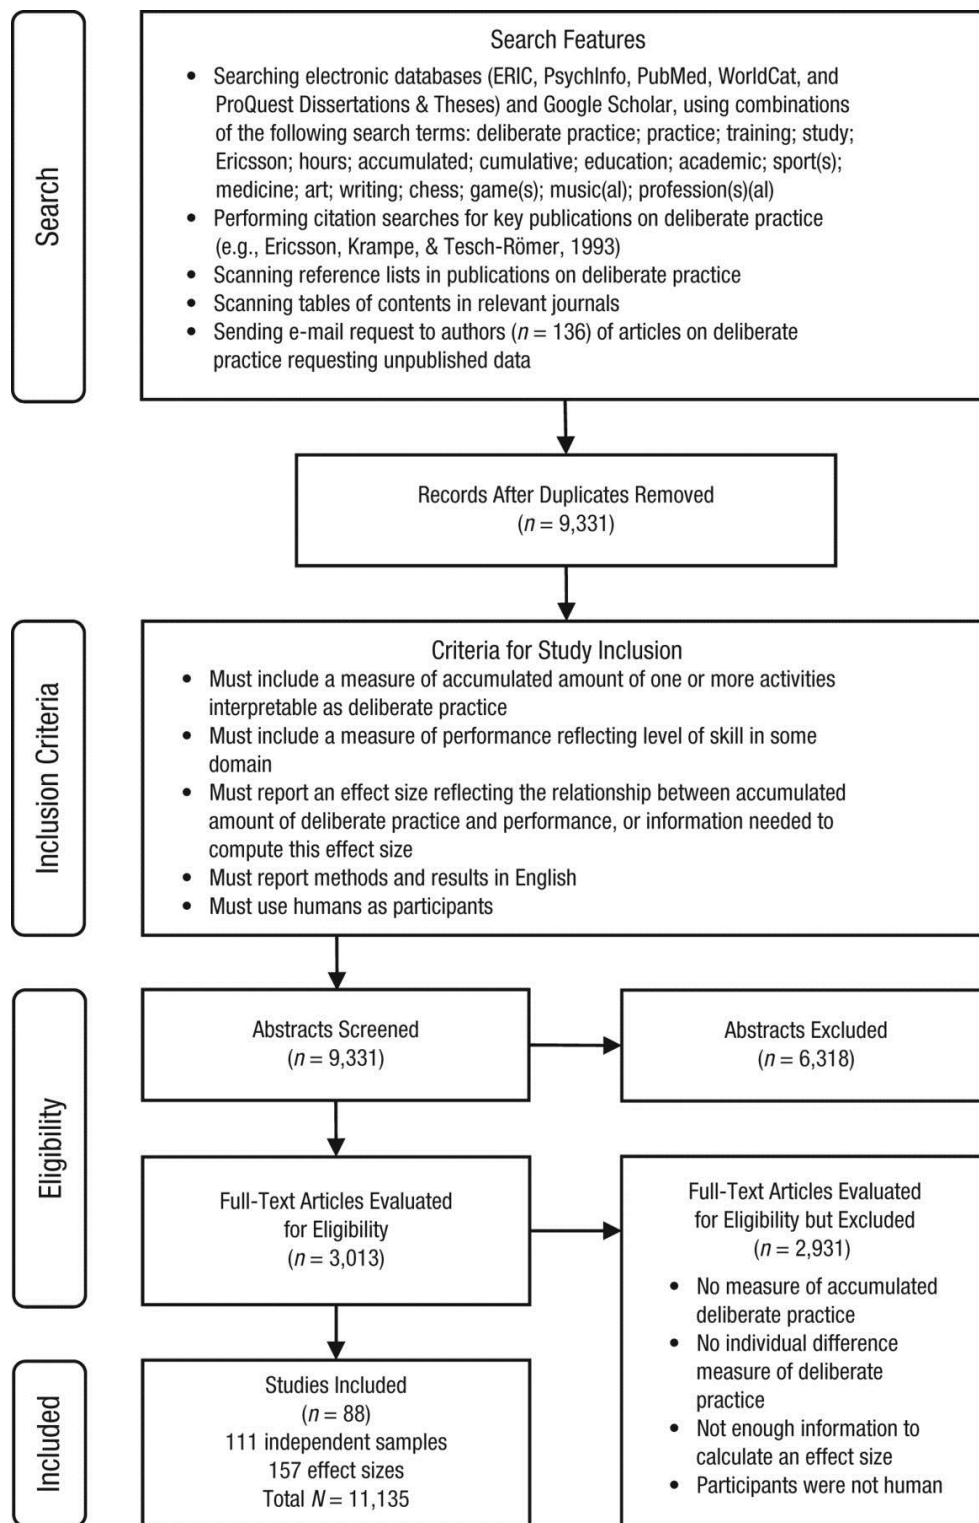 Search
Search Features
• Searching electronic databases (ERIC, PsychInfo, PubMed, WorldCat, and
ProQuest Dissertations & Theses) and Google Scholar, using combinations
of the following search terms: deliberate practice; practice; training; study;
Ericsson; hours; accumulated; cumulative; education; academic; sport(s);
medicine; art; writing; chess; game(s); music(al); profession(s)(al)
• Performing citation searches for key publications on deliberate practice
(e.g., Ericsson, Krampe, & Tesch-Römer, 1993)
• Scanning reference lists in publications on deliberate practice
• Scanning tables of contents in relevant journals
• Sending e-mail request to authors (n = 136) of articles on deliberate
practice requesting unpublished data
Records After Duplicates Removed
(n = 9,331)
Inclusion Criteria
Criteria for Study Inclusion
• Must include a measure of accumulated amount of one or more activities
interpretable as deliberate practice
• Must include a measure of performance reflecting level of skill in some
domain
• Must report an effect size reflecting the relationship between accumulated
amount of deliberate practice and performance, or information needed to
compute this effect size
• Must report methods and results in English
• Must use humans as participants
Eligibility
Abstracts Screened
(n = 9,331)
Abstracts Excluded
(n = 6,318)
Full-Text Articles Evaluated
for Eligibility
(n = 3,013)
Full-Text Articles Evaluated
for Eligibility but Excluded
(n = 2,931)
• No measure of accumulated
deliberate practice
• No individual difference
measure of deliberate
practice
• Not enough information to
calculate an effect size
• Participants were not human
Included
Studies Included
(n = 88)
111 independent samples
157 effect sizes
Total N = 11,135